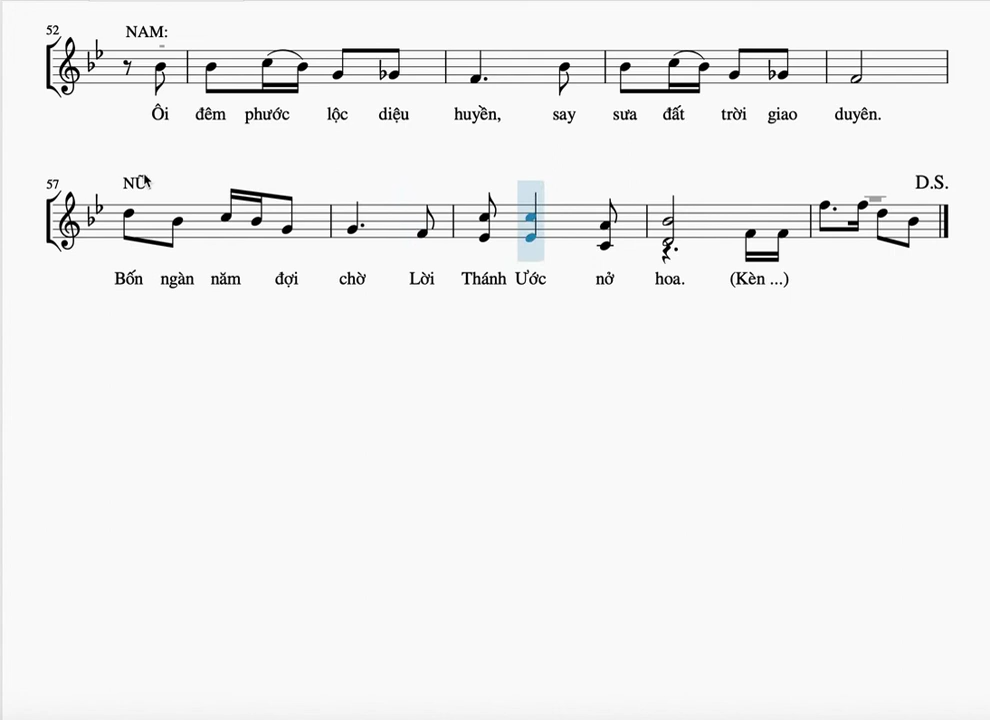 52 NAM:
Ôi đêm phước lộc diệu huyền, say sưa đất trời giao duyên.
57 NỮ D.S.
Bốn ngàn năm đợi chờ Lời Thánh Ước nở hoa. (Kèn ...)